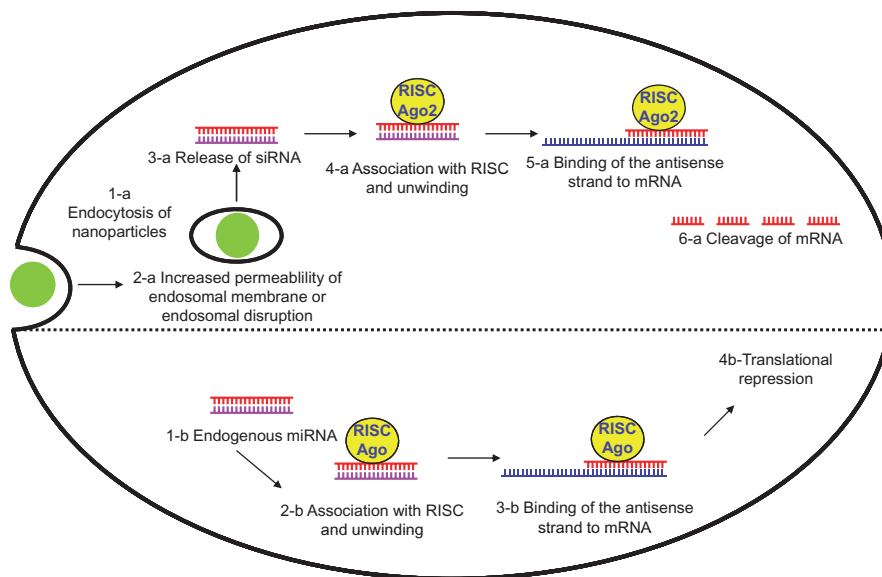 RISC
Ago2
3-a Release of siRNA
4-a Association with RISC
and unwinding
RISC
Ago2
5-a Binding of the antisense
strand to mRNA
6-a Cleavage of mRNA
1-a
Endocytosis of
nanoparticles
2-a Increased permeablility of
endosomal membrane or
endosomal disruption
1-b Endogenous miRNA
RISC
Ago
2-b Association with RISC
and unwinding
RISC
Ago
3-b Binding of the antisense
strand to mRNA
4b-Translational
repression